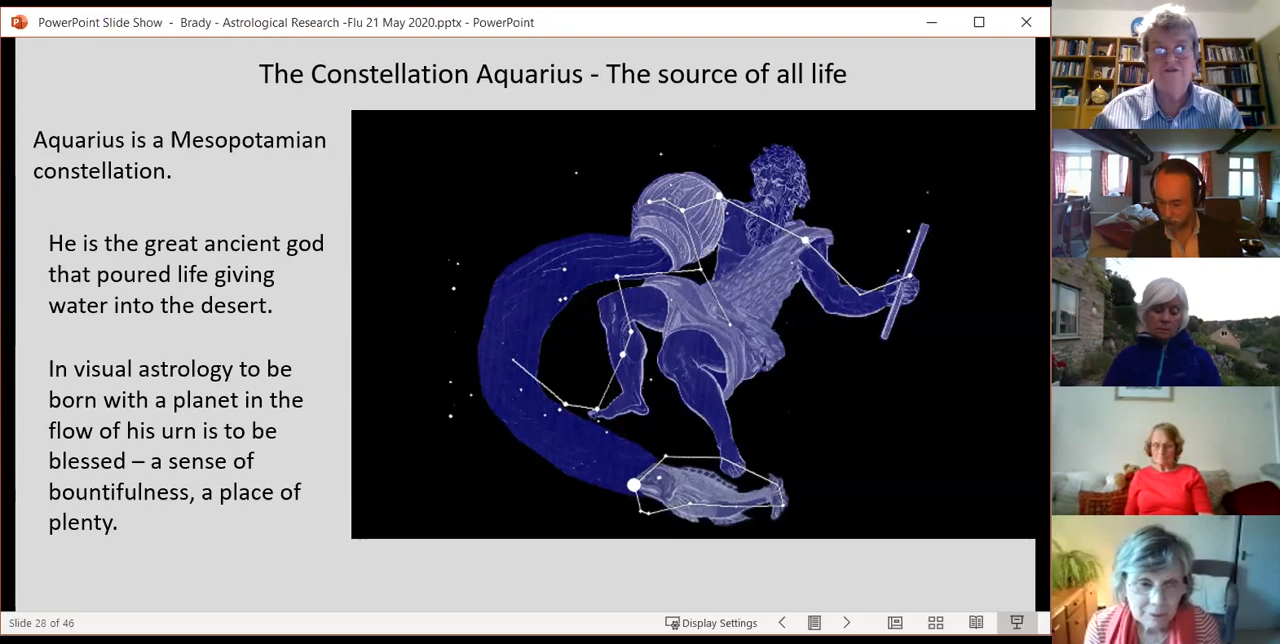 PowerPoint Slide Show - Brady - Astrological Research -Flu 21 May 2020.pptx - PowerPoint
The Constellation Aquarius - The source of all life
Aquarius is a Mesopotamian
constellation.
He is the great ancient god
that poured life giving
water into the desert.
In visual astrology to be
born with a planet in the
flow of his urn is to be
blessed – a sense of
bountifulness, a place of
plenty.
Slide 28 of 46
Display Settings